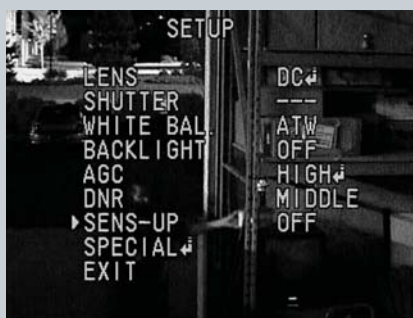 SETUP
LENS DC↲
SHUTTER ---
WHITE BAL. ATW
BACKLIGHT OFF
AGC HIGH↲
DNR MIDDLE
▸SENS-UP OFF
SPECIAL↲
EXIT